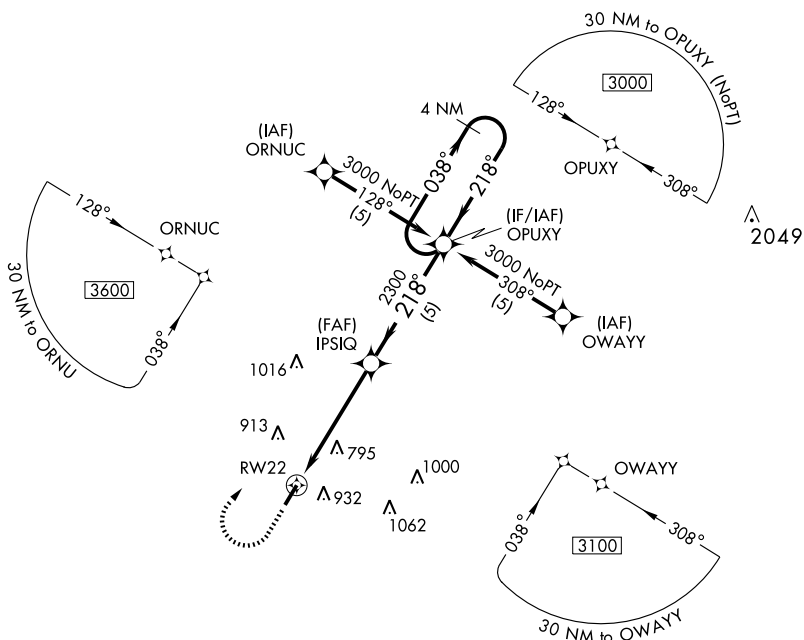 30 NM to OPUXY (NoPT)
3000
128°
OPUXY
308°
4 NM
(IAF)
ORNUC
038°
218°
3000 NoPT
128°
(5)
(IF/IAF)
OPUXY
2049
128°
ORNUC
3600
30 NM to ORNU
038°
3000 NoPT
308°
(5)
2300
218°
(5)
(IAF)
OWAYY
(FAF)
IPSIQ
1016
913
795
RW22
1000
932
1062
OWAYY
038°
308°
3100
30 NM to OWAYY